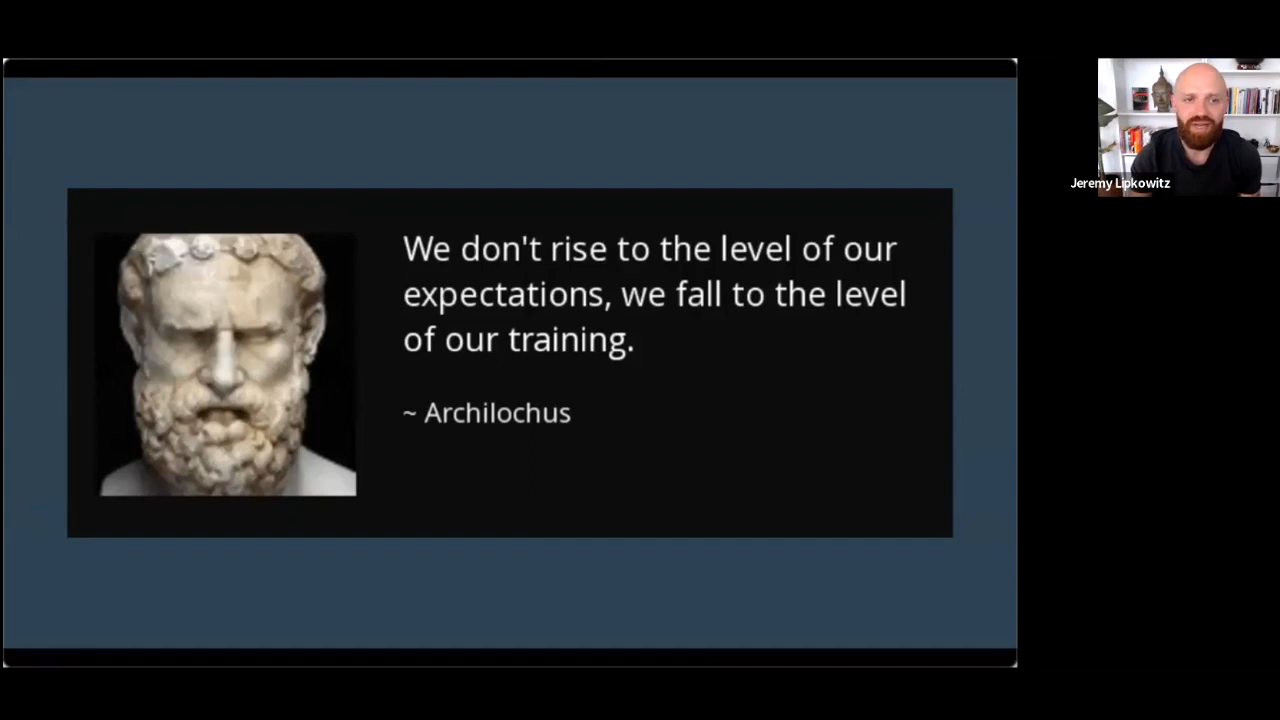 We don't rise to the level of our
expectations, we fall to the level
of our training.
~ Archilochus
Jeremy Lipkowitz